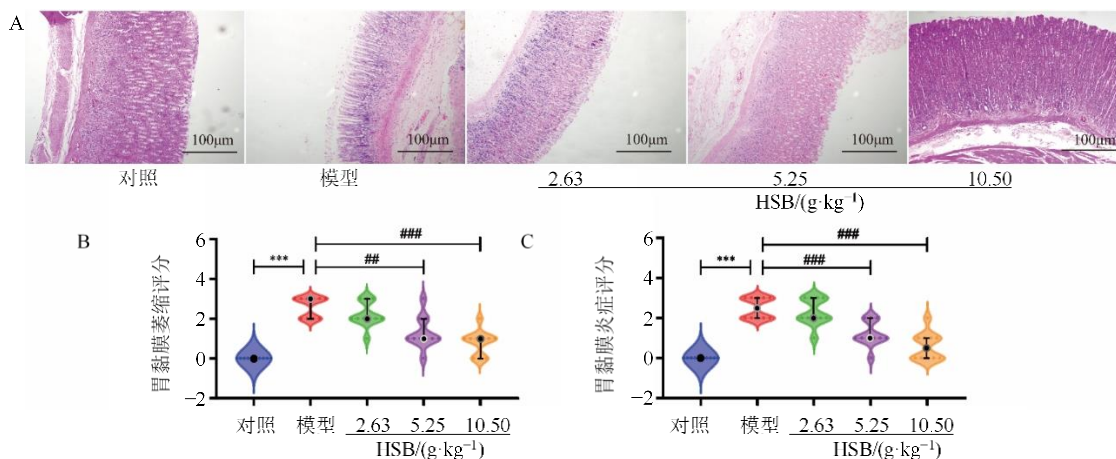 A
100μm 100μm 100μm 100μm 100μm
对照 模型 2.63 5.25 10.50
HSB/(g·kg⁻¹)
B
胃黏膜萎缩评分
6
4
2
0
−2
*** ## ###
对照 模型 2.63 5.25 10.50
HSB/(g·kg⁻¹)
C
胃黏膜炎症评分
6
4
2
0
−2
*** ### ###
对照 模型 2.63 5.25 10.50
HSB/(g·kg⁻¹)